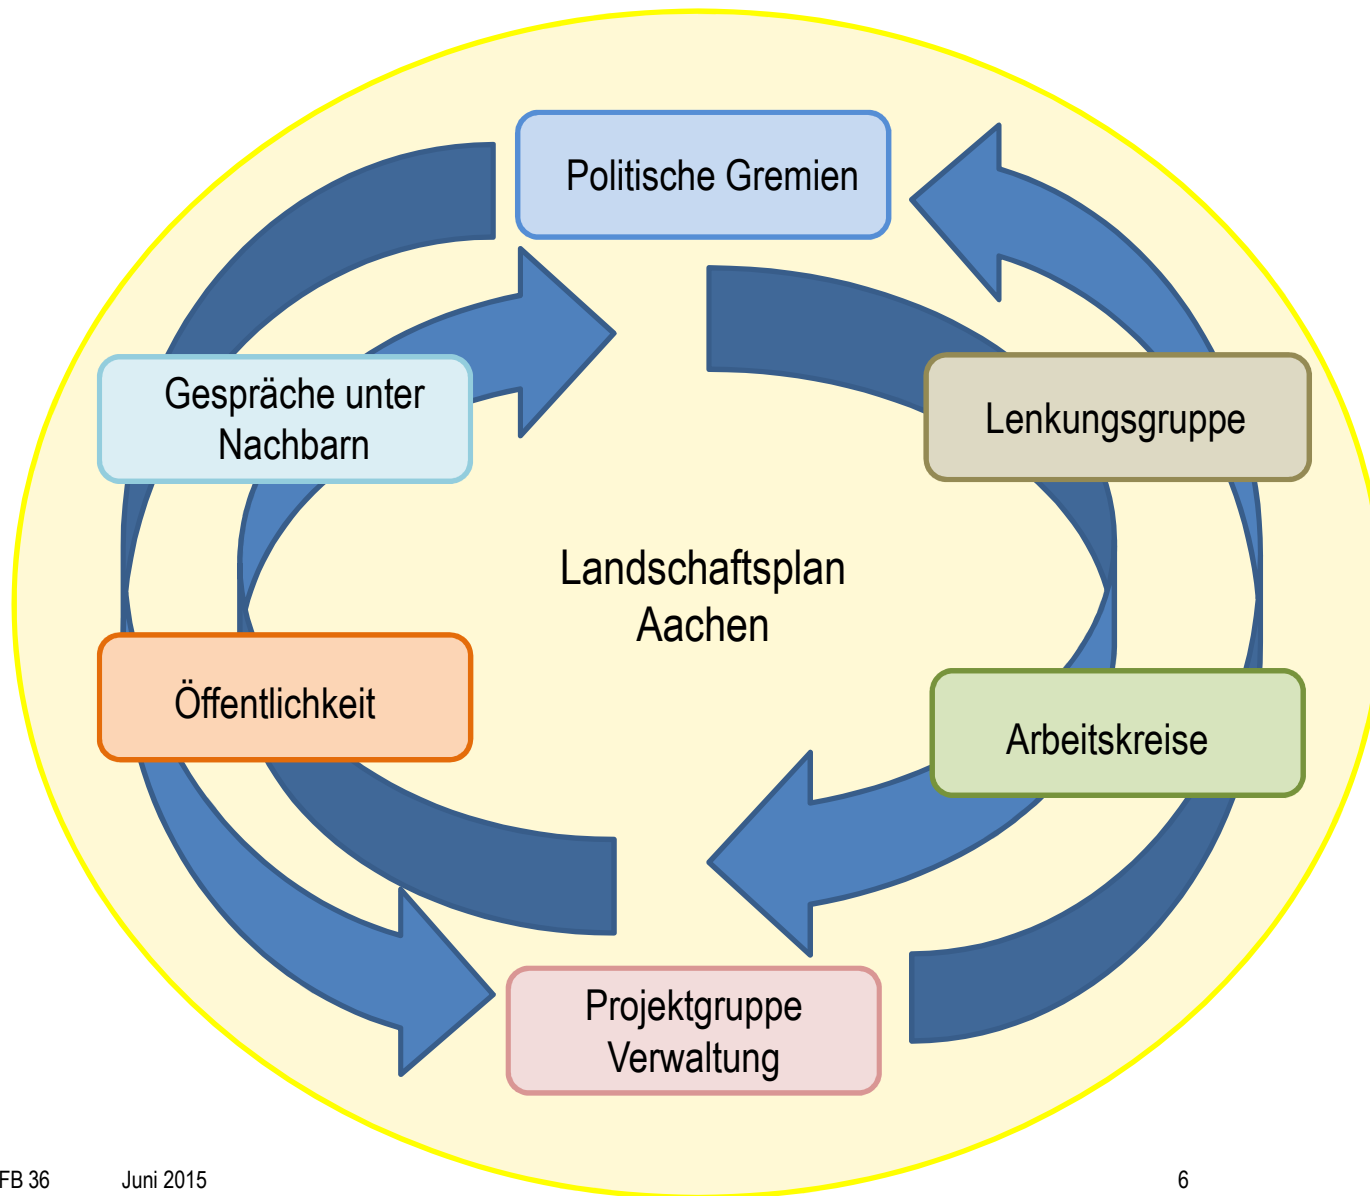 Politische Gremien
Gespräche unter
Nachbarn
Lenkungsgruppe
Landschaftsplan
Aachen
Öffentlichkeit
Arbeitskreise
Projektgruppe
Verwaltung
FB 36 Juni 2015 6